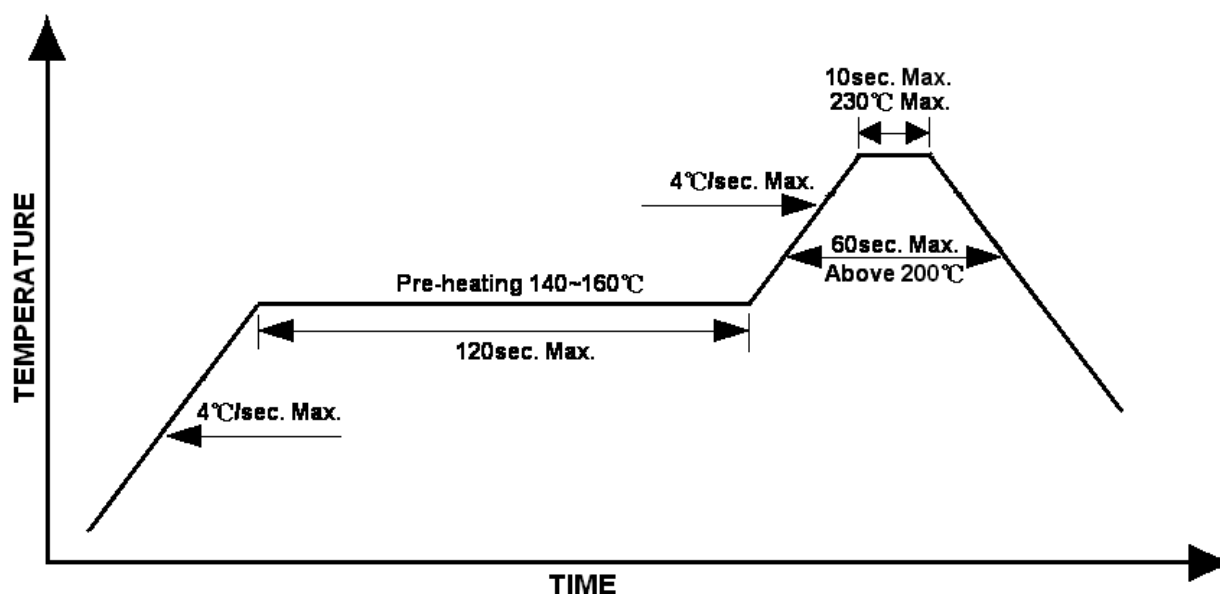 10sec. Max.
230℃ Max.
4℃/sec. Max.
60sec. Max.
Above 200℃
Pre-heating 140~160℃
120sec. Max.
4℃/sec. Max.
TEMPERATURE
TIME